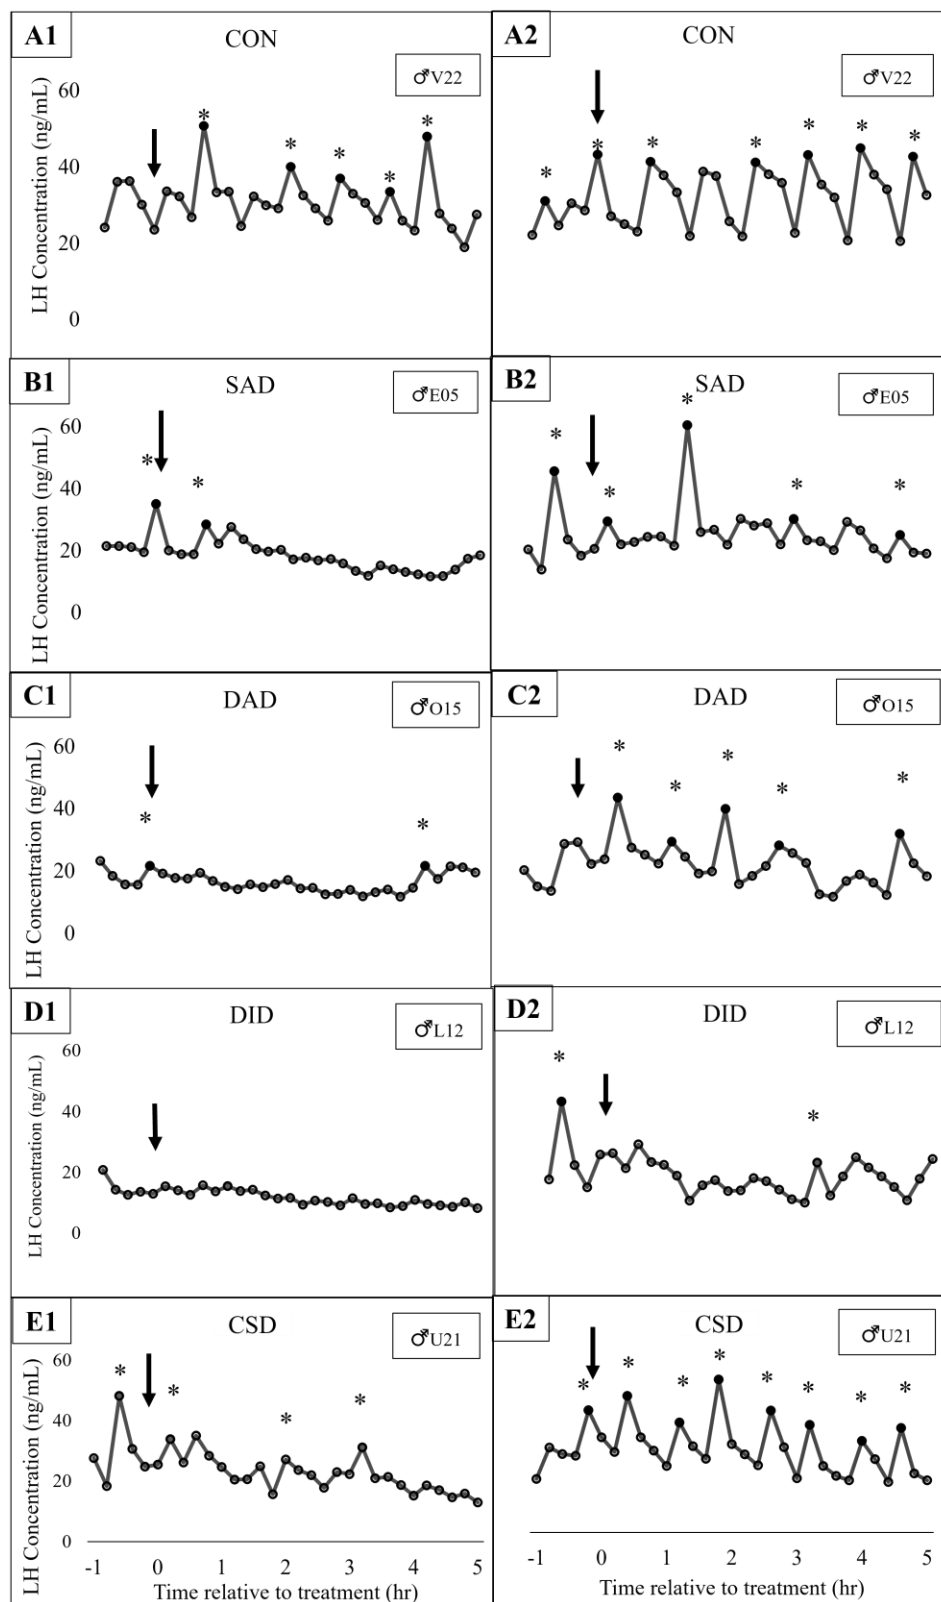 A1
CON
♂V22
LH Concentration (ng/mL)
60
40
20
0
* * * * *
A2
CON
♂V22
* * * * * * *
B1
SAD
♂E05
LH Concentration (ng/mL)
60
40
20
0
* *
B2
SAD
♂E05
* * * * *
C1
DAD
♂O15
LH Concentration (ng/mL)
60
40
20
0
* *
C2
DAD
♂O15
* * * * *
D1
DID
♂L12
LH Concentration (ng/mL)
60
40
20
0
D2
DID
♂L12
* *
E1
CSD
♂U21
LH Concentration (ng/mL)
60
40
20
0
* * * *
-1 0 1 2 3 4 5
Time relative to treatment (hr)
E2
CSD
♂U21
* * * * * * * *
-1 0 1 2 3 4 5
Time relative to treatment (hr)